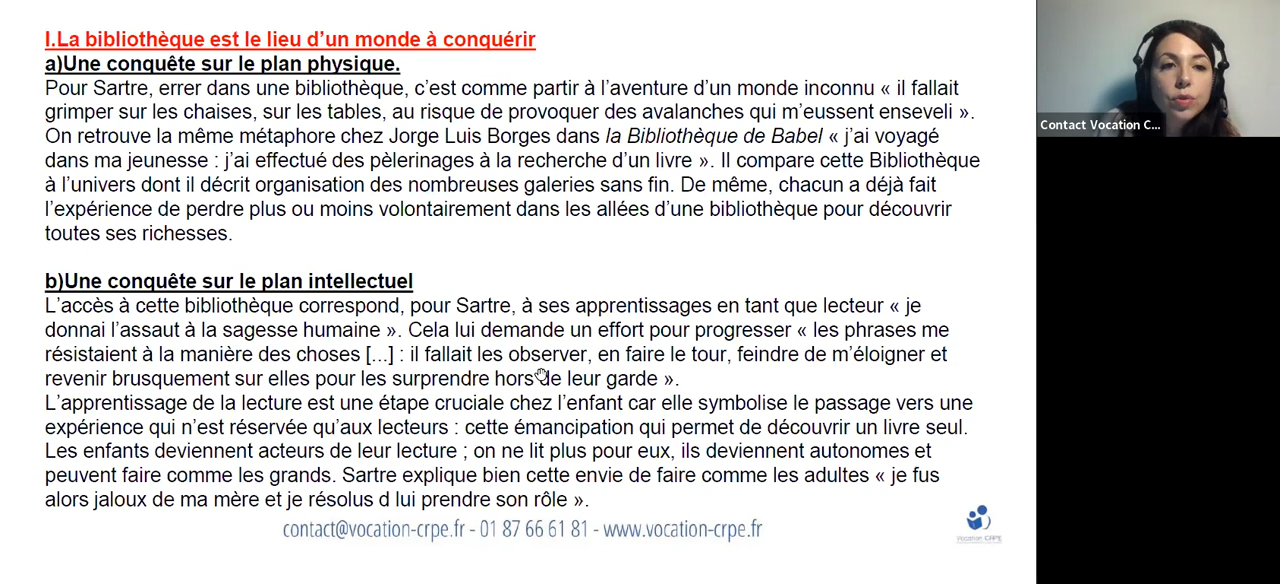 I.La bibliothèque est le lieu d’un monde à conquérir
a)Une conquête sur le plan physique.
Pour Sartre, errer dans une bibliothèque, c’est comme partir à l’aventure d’un monde inconnu « il fallait
grimper sur les chaises, sur les tables, au risque de provoquer des avalanches qui m’eussent enseveli ».
On retrouve la même métaphore chez Jorge Luis Borges dans la Bibliothèque de Babel « j’ai voyagé
dans ma jeunesse : j’ai effectué des pèlerinages à la recherche d’un livre ». Il compare cette Bibliothèque
à l’univers dont il décrit organisation des nombreuses galeries sans fin. De même, chacun a déjà fait
l’expérience de perdre plus ou moins volontairement dans les allées d’une bibliothèque pour découvrir
toutes ses richesses.
b)Une conquête sur le plan intellectuel
L’accès à cette bibliothèque correspond, pour Sartre, à ses apprentissages en tant que lecteur « je
donnai l’assaut à la sagesse humaine ». Cela lui demande un effort pour progresser « les phrases me
résistaient à la manière des choses [...] : il fallait les observer, en faire le tour, feindre de m’éloigner et
revenir brusquement sur elles pour les surprendre hors de leur garde ».
L’apprentissage de la lecture est une étape cruciale chez l’enfant car elle symbolise le passage vers une
expérience qui n’est réservée qu’aux lecteurs : cette émancipation qui permet de découvrir un livre seul.
Les enfants deviennent acteurs de leur lecture ; on ne lit plus pour eux, ils deviennent autonomes et
peuvent faire comme les grands. Sartre explique bien cette envie de faire comme les adultes « je fus
alors jaloux de ma mère et je résolus d lui prendre son rôle ».
contact@vocation-crpe.fr - 01 87 66 61 81 - www.vocation-crpe.fr
Vocation CRPE
Contact Vocation C...